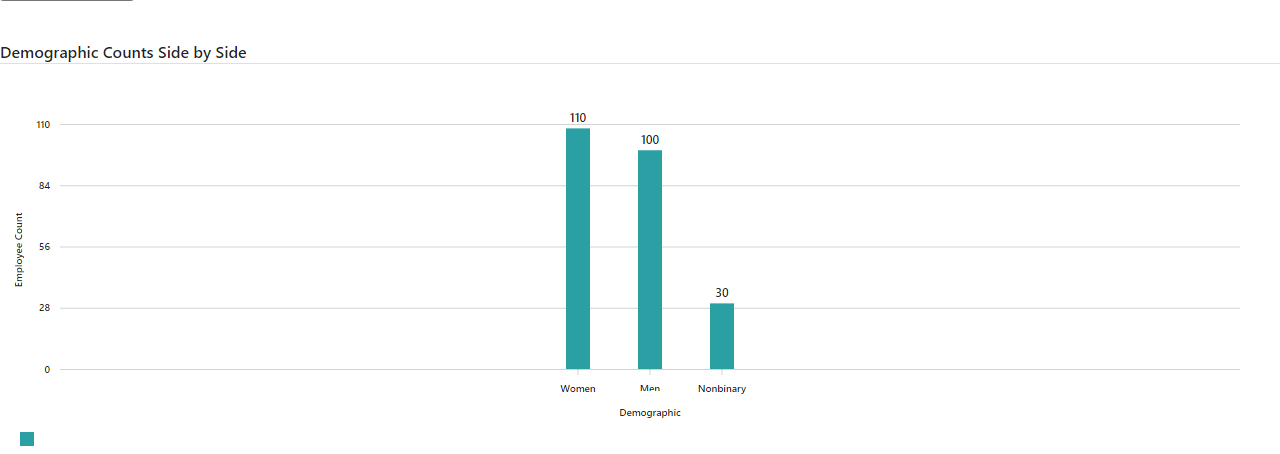 Demographic Counts Side by Side
110
84
56
28
0
Employee Count
110
100
30
Women
Men
Nonbinary
Demographic